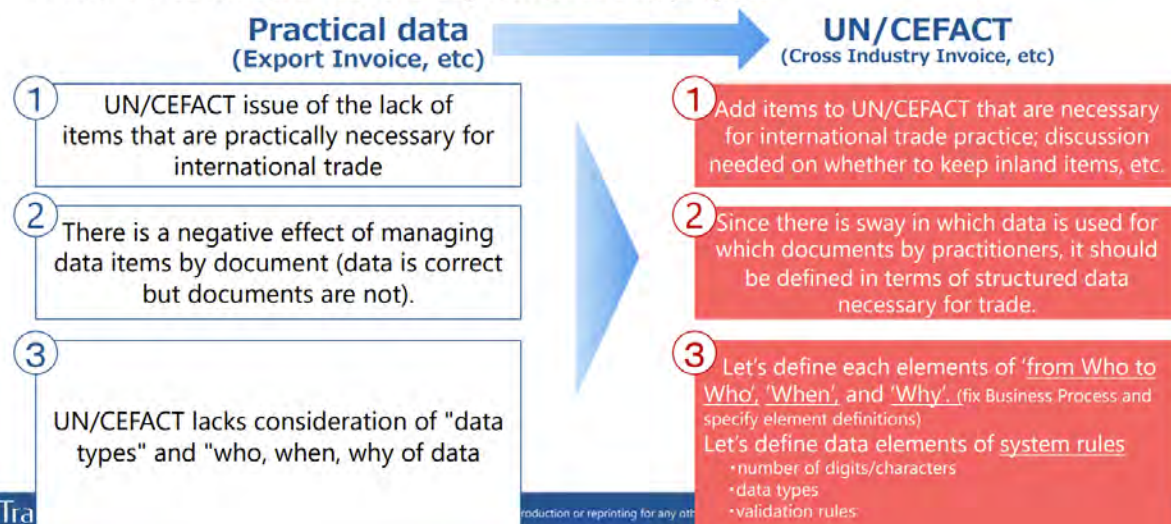 Practical data
(Export Invoice, etc)
UN/CEFACT
(Cross Industry Invoice, etc)
1
UN/CEFACT issue of the lack of
items that are practically necessary for
international trade
1
Add items to UN/CEFACT that are necessary
for international trade practice; discussion
needed on whether to keep inland items, etc.
2
There is a negative effect of managing
data items by document (data is correct
but documents are not).
2
Since there is sway in which data is used for
which documents by practitioners, it should
be defined in terms of structured data
necessary for trade.
3
UN/CEFACT lacks consideration of "data
types" and "who, when, why of data
3
Let's define each elements of 'from Who to
Who', 'When', and 'Why'. (fix Business Process and
specify element definitions)
Let's define data elements of system rules
•number of digits/characters
•data types
•validation rules
Tra
roduction or reprinting for any oth